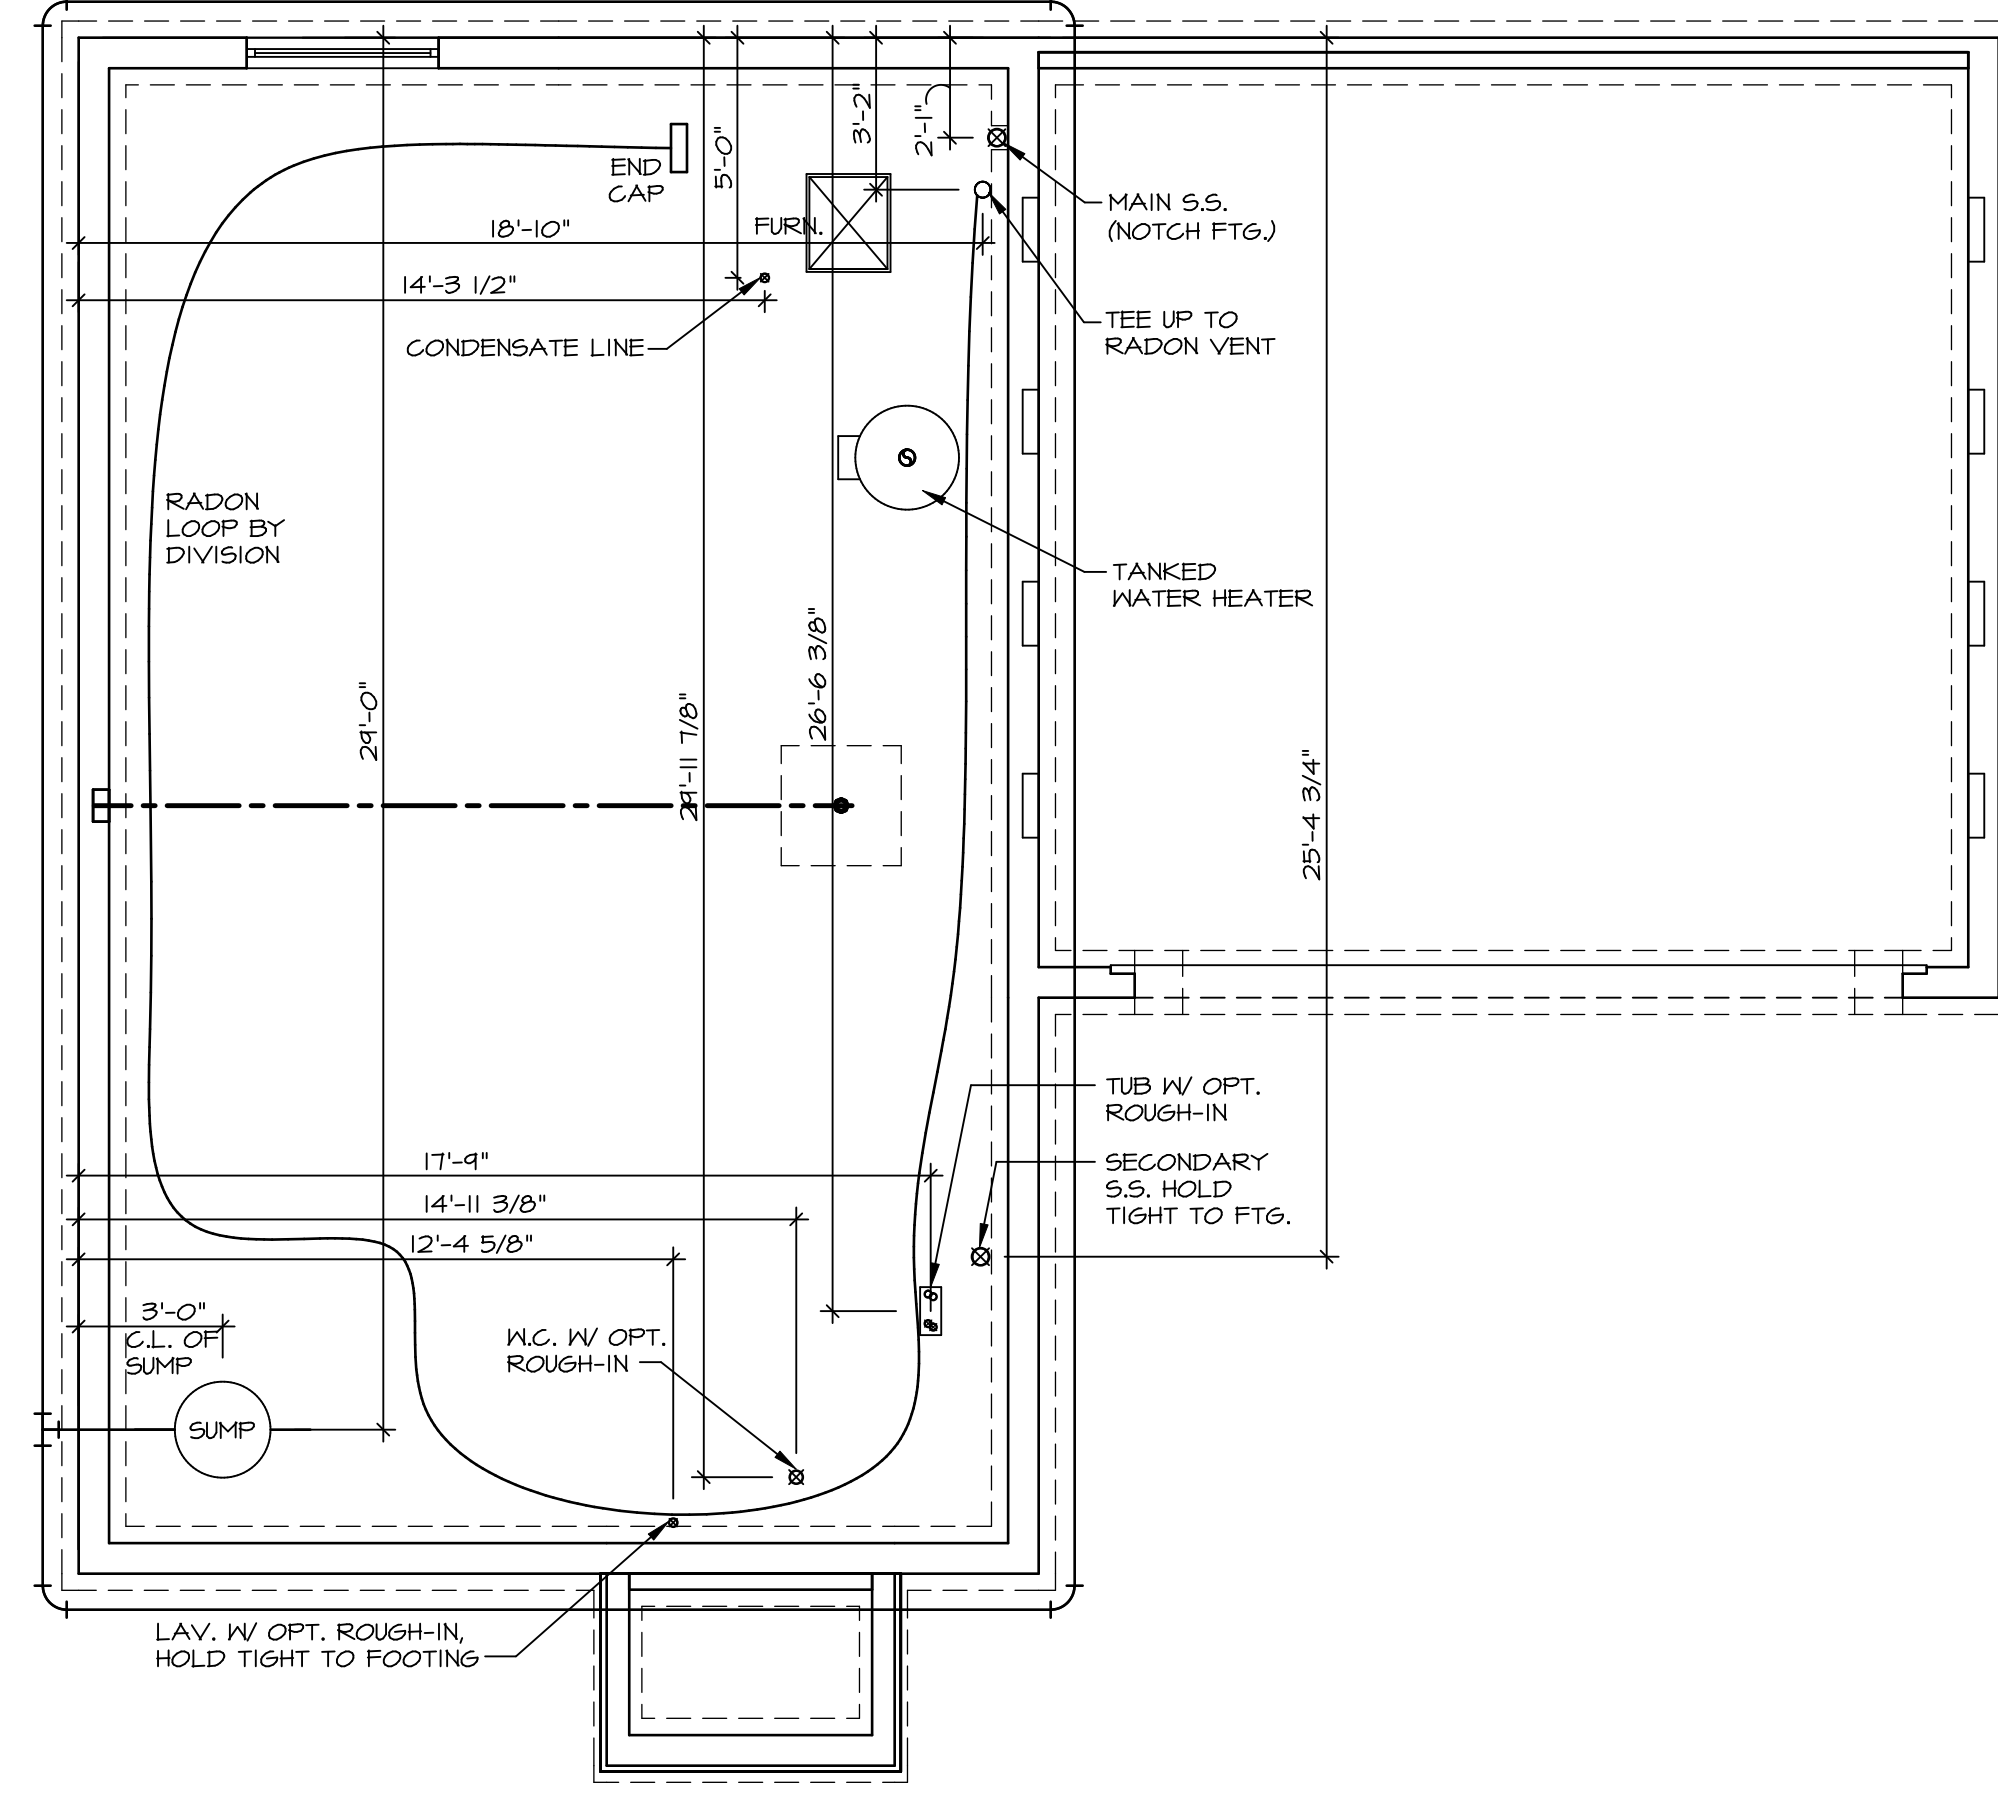 3'-2"
2'-1"
5'-0"
END
CAP
MAIN S.S.
(NOTCH FTG.)
18'-10"
FURN.
14'-3 1/2"
TEE UP TO
RADON VENT
CONDENSATE LINE
RADON
LOOP BY
DIVISION
TANKED
WATER HEATER
29'-0"
29'-11 7/8"
26'-6 3/8"
25'-4 3/4"
TUB W/ OPT.
ROUGH-IN
17'-9"
SECONDARY
S.S. HOLD
TIGHT TO FTG.
14'-11 3/8"
12'-4 5/8"
3'-0"
C.L. OF
SUMP
W.C. W/ OPT.
ROUGH-IN
SUMP
LAV. W/ OPT. ROUGH-IN,
HOLD TIGHT TO FOOTING